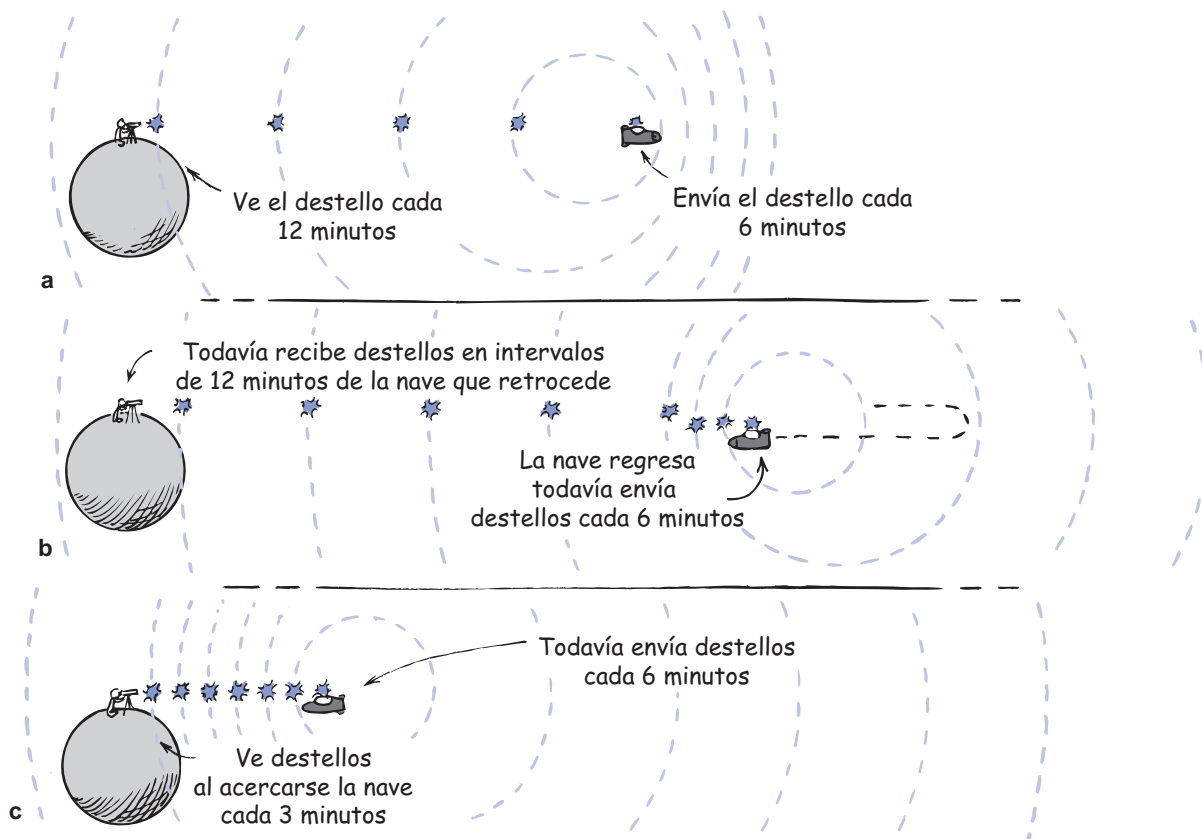 Ve el destello cada
12 minutos
Envía el destello cada
6 minutos
a
Todavía recibe destellos en intervalos
de 12 minutos de la nave que retrocede
La nave regresa
todavía envía
destellos cada 6 minutos
b
Todavía envía destellos
cada 6 minutos
Ve destellos
al acercarse la nave
cada 3 minutos
c